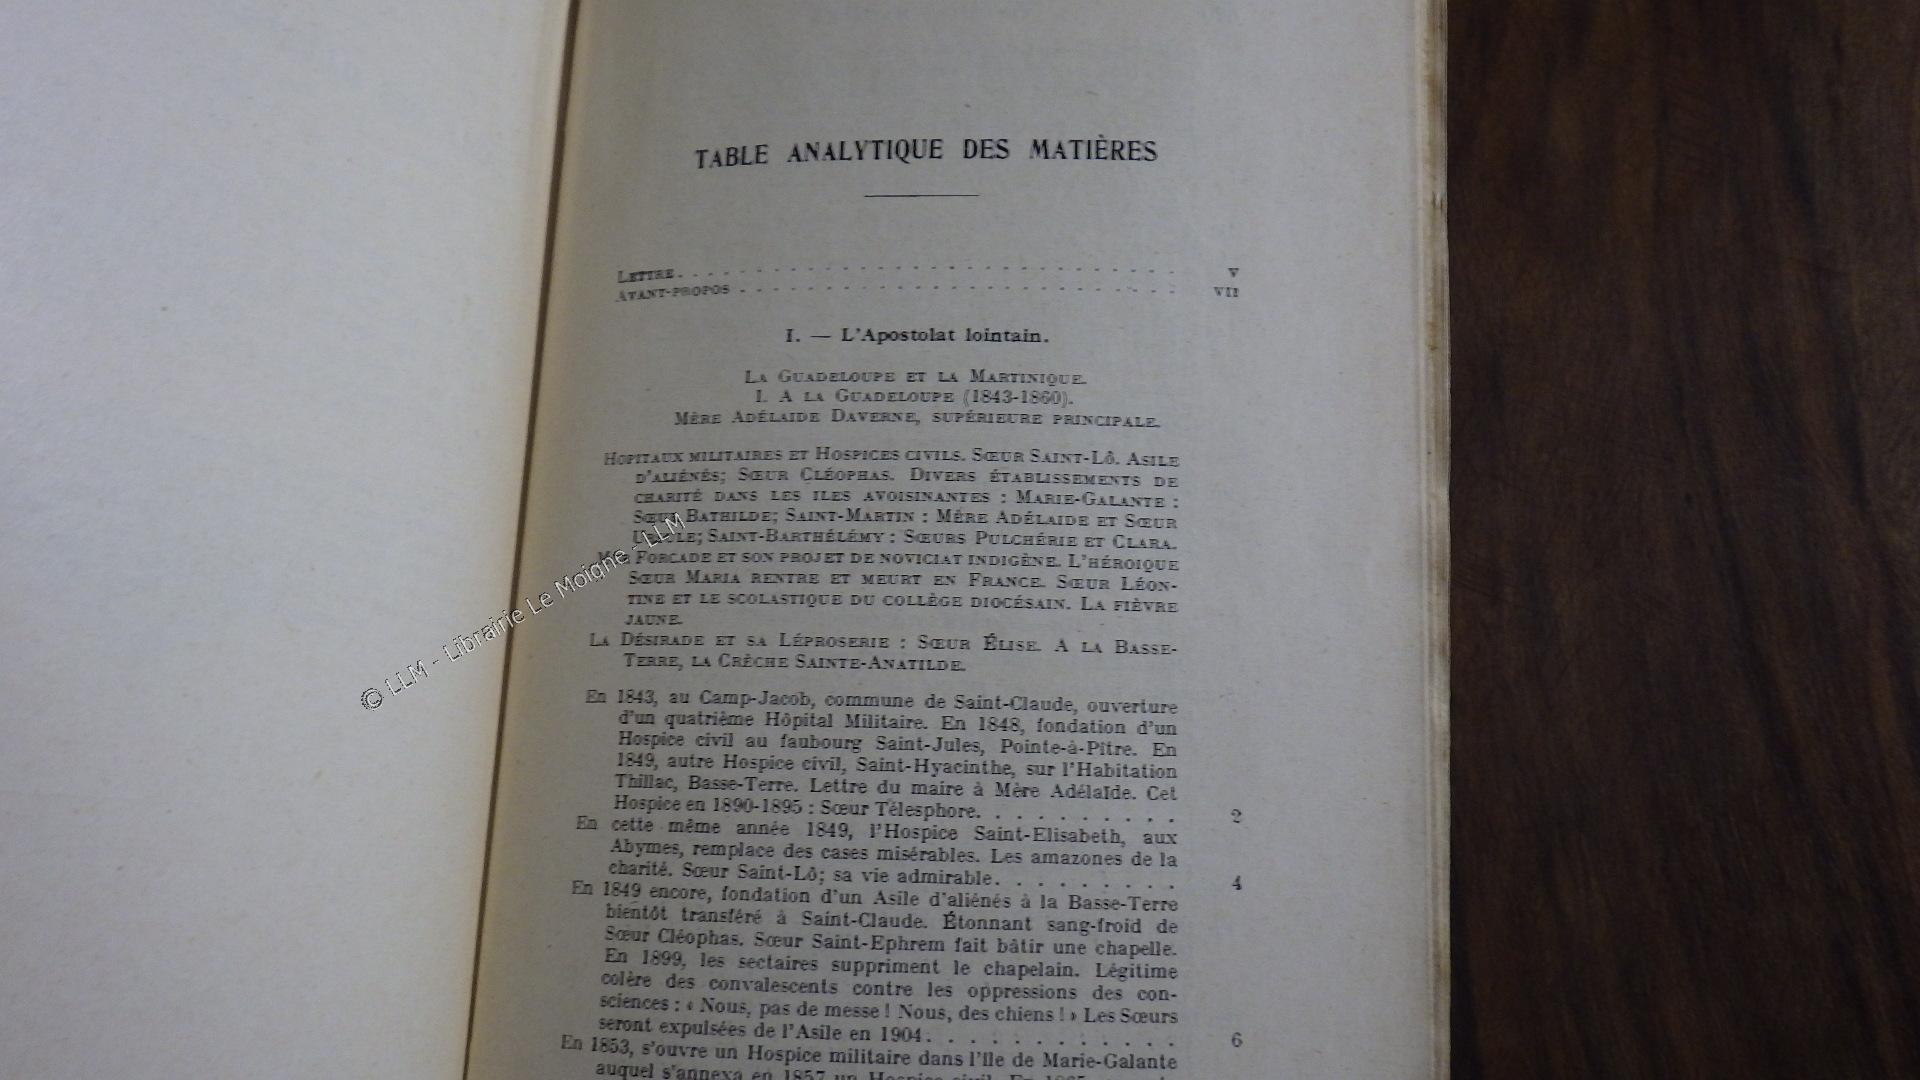 TABLE ANALYTIQUE DES MATIÈRES
LETTRE. . . . . . . . . . . . . . . . . . . . . . . . . . V
AVANT-PROPOS . . . . . . . . . . . . . . . . . . . . . . . VII
I. — L'Apostolat lointain.
LA GUADELOUPE ET LA MARTINIQUE.
I. A LA GUADELOUPE (1843-1860).
MÈRE ADÉLAIDE DAVERNE, SUPÉRIEURE PRINCIPALE.
HOPITAUX MILITAIRES ET HOSPICES CIVILS. SŒUR SAINT-LÔ. ASILE
D'ALIÉNÉS; SŒUR CLÉOPHAS. DIVERS ÉTABLISSEMENTS DE
CHARITÉ DANS LES ILES AVOISINANTES : MARIE-GALANTE :
SŒUR BATHILDE; SAINT-MARTIN : MÈRE ADÉLAIDE ET SŒUR
URSULE; SAINT-BARTHÉLÉMY : SŒURS PULCHÉRIE ET CLARA.
MGR FORCADE ET SON PROJET DE NOVICIAT INDIGÈNE. L'HÉROIQUE
SŒUR MARIA RENTRE ET MEURT EN FRANCE. SŒUR LÉON-
TINE ET LE SCOLASTIQUE DU COLLÈGE DIOCÉSAIN. LA FIÈVRE
JAUNE.
LA DÉSIRADE ET SA LÉPROSERIE : SŒUR ÉLISE. A LA BASSE-
TERRE, LA CRÈCHE SAINTE-ANATILDE.
En 1843, au Camp-Jacob, commune de Saint-Claude, ouverture
d'un quatrième Hôpital Militaire. En 1848, fondation d'un
Hospice civil au faubourg Saint-Jules, Pointe-à-Pitre. En
1849, autre Hospice civil, Saint-Hyacinthe, sur l'Habitation
Thillac, Basse-Terre. Lettre du maire à Mère Adélaïde. Cet
Hospice en 1890-1895 : Sœur Télesphore. . . . . . . . . . 2
En cette même année 1849, l'Hospice Saint-Elisabeth, aux
Abymes, remplace des cases misérables. Les amazones de la
charité. Sœur Saint-Lô; sa vie admirable. . . . . . . . . 4
En 1849 encore, fondation d'un Asile d'aliénés à la Basse-Terre
bientôt transféré à Saint-Claude. Étonnant sang-froid de
Sœur Cléophas. Sœur Saint-Ephrem fait bâtir une chapelle.
En 1899, les sectaires suppriment le chapelain. Légitime
colère des convalescents contre les oppressions des con-
sciences : « Nous, pas de messe ! Nous, des chiens ! » Les Sœurs
seront expulsées de l'Asile en 1904. . . . . . . . . . . . 6
En 1853, s'ouvre un Hospice militaire dans l'Ile de Marie-Galante
auquel s'annexa en 1857 un Hospice civil. En
© LLM - Librairie Le Moigne - LLM